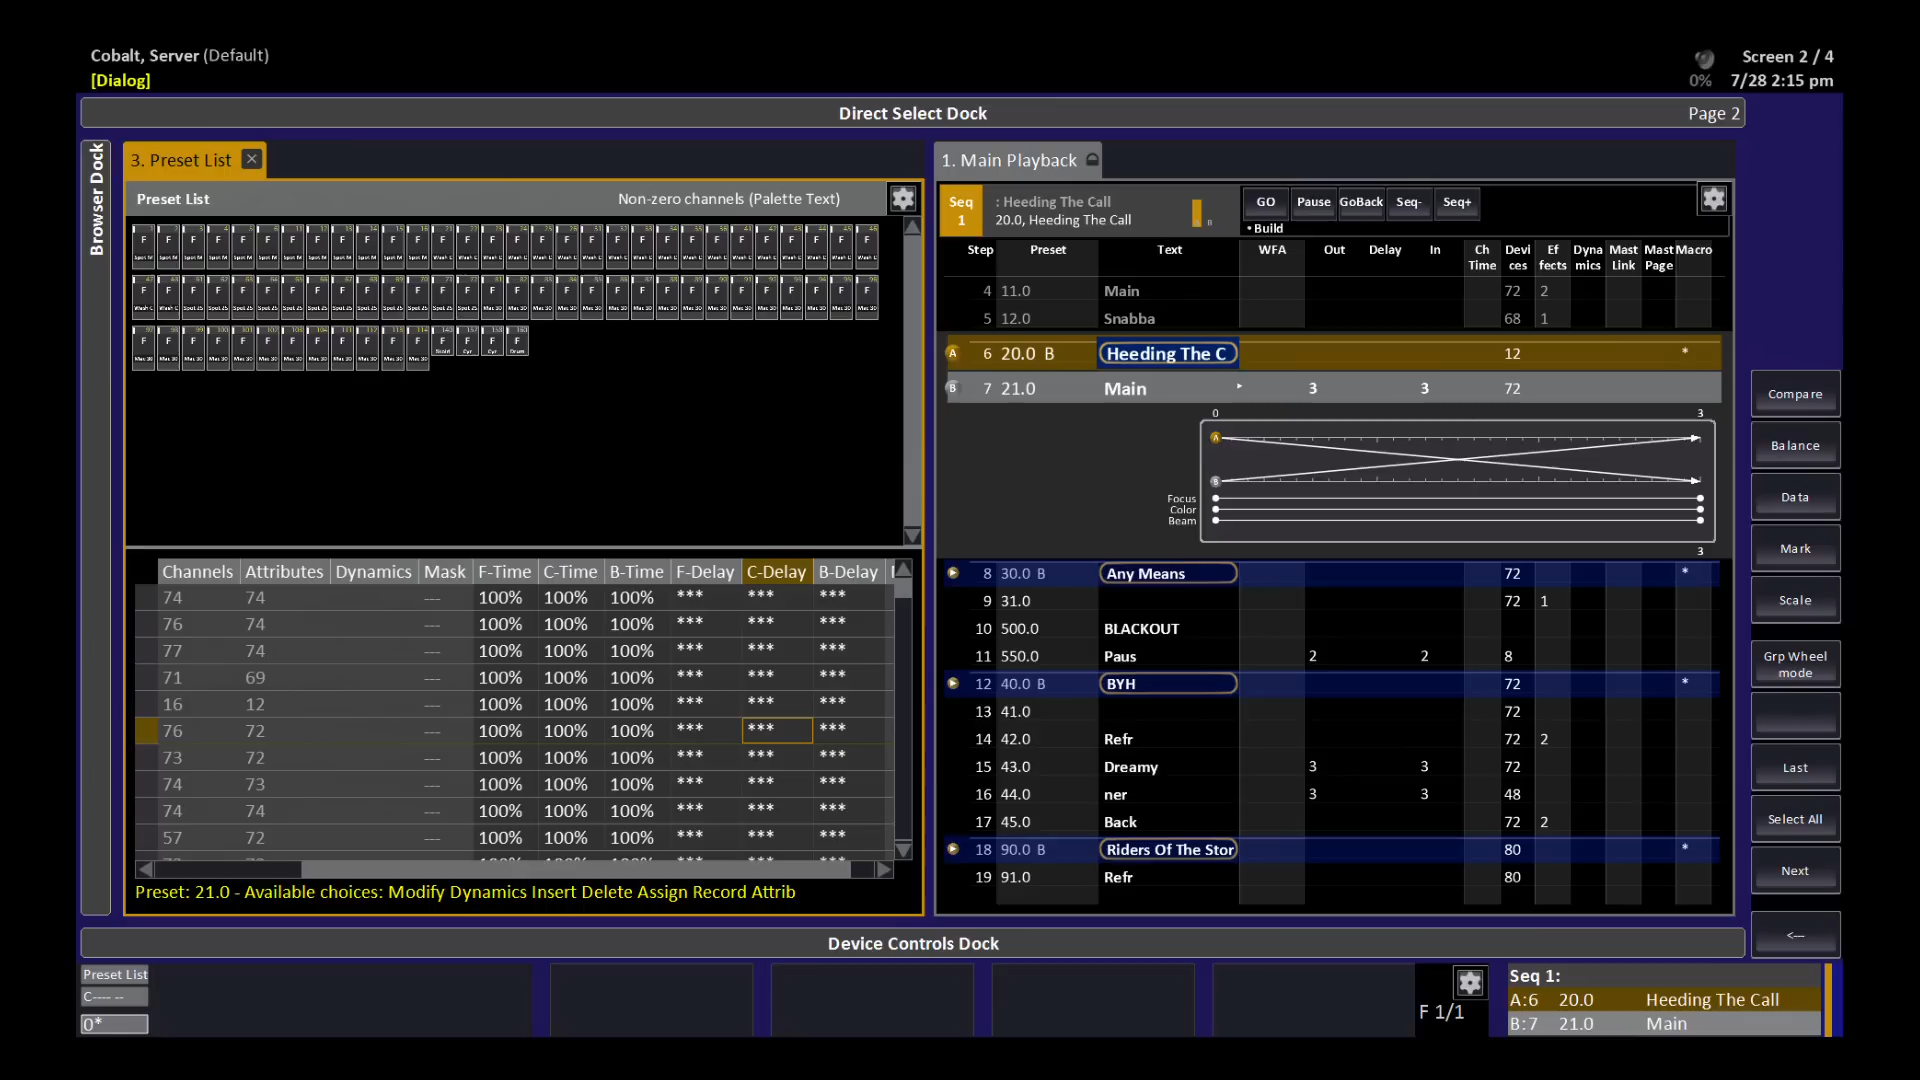 Cobalt, Server (Default)
[Dialog]
Screen 2 / 4
0% 7/28 2:15 pm
Direct Select Dock
Page 2
Browser Dock
3. Preset List
Preset List
Non-zero channels (Palette Text)
Channels Attributes Dynamics Mask F-Time C-Time B-Time F-Delay C-Delay B-Delay
74 74 --- 100% 100% 100% *** *** ***
76 74 --- 100% 100% 100% *** *** ***
77 74 --- 100% 100% 100% *** *** ***
71 69 --- 100% 100% 100% *** *** ***
16 12 --- 100% 100% 100% *** *** ***
76 72 --- 100% 100% 100% *** *** ***
73 72 --- 100% 100% 100% *** *** ***
74 73 --- 100% 100% 100% *** *** ***
74 74 --- 100% 100% 100% *** *** ***
57 72 --- 100% 100% 100% *** *** ***
Preset: 21.0 - Available choices: Modify Dynamics Insert Delete Assign Record Attrib
1. Main Playback
Seq 1
: Heeding The Call
20.0, Heeding The Call
A B
GO Pause GoBack Seq- Seq+
• Build
Step Preset Text WFA Out Delay In Ch Time Devi ces Ef fects Dyna mics Mast Link Mast Page Macro
4 11.0 Main 72 2
5 12.0 Snabba 68 1
A 6 20.0 B Heeding The C 12 *
B 7 21.0 Main 3 3 72
0 3
A
B
Focus
Color
Beam
3
8 30.0 B Any Means 72 *
9 31.0 72 1
10 500.0 BLACKOUT
11 550.0 Paus 2 2 8
12 40.0 B BYH 72 *
13 41.0 72
14 42.0 Refr 72 2
15 43.0 Dreamy 3 3 72
16 44.0 ner 3 3 48
17 45.0 Back 72 2
18 90.0 B Riders Of The Stor 80 *
19 91.0 Refr 80
Compare
Balance
Data
Mark
Scale
Grp Wheel
mode
Last
Select All
Next
<---
Device Controls Dock
Preset List
C---- --
0*
F 1/1
Seq 1:
A:6 20.0 Heeding The Call
B:7 21.0 Main